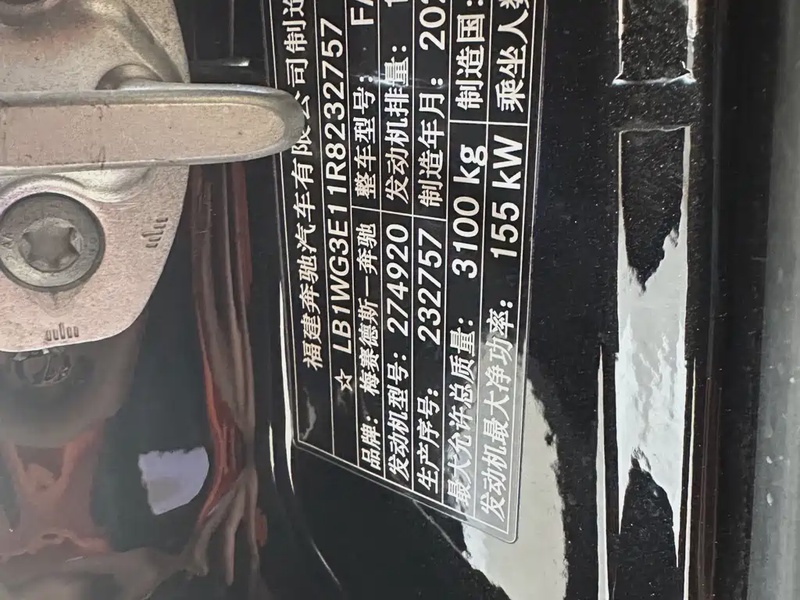 福建奔驰汽车有限公司制造
☆ LB1WG3E11R8232757
品牌：梅赛德斯－奔驰 整车型号：
发动机型号：274920 发动机排量：
生产序号：232757 制造年月：202
最大允许总质量：3100 kg 制造国：
发动机最大净功率：155 kW 乘坐人数